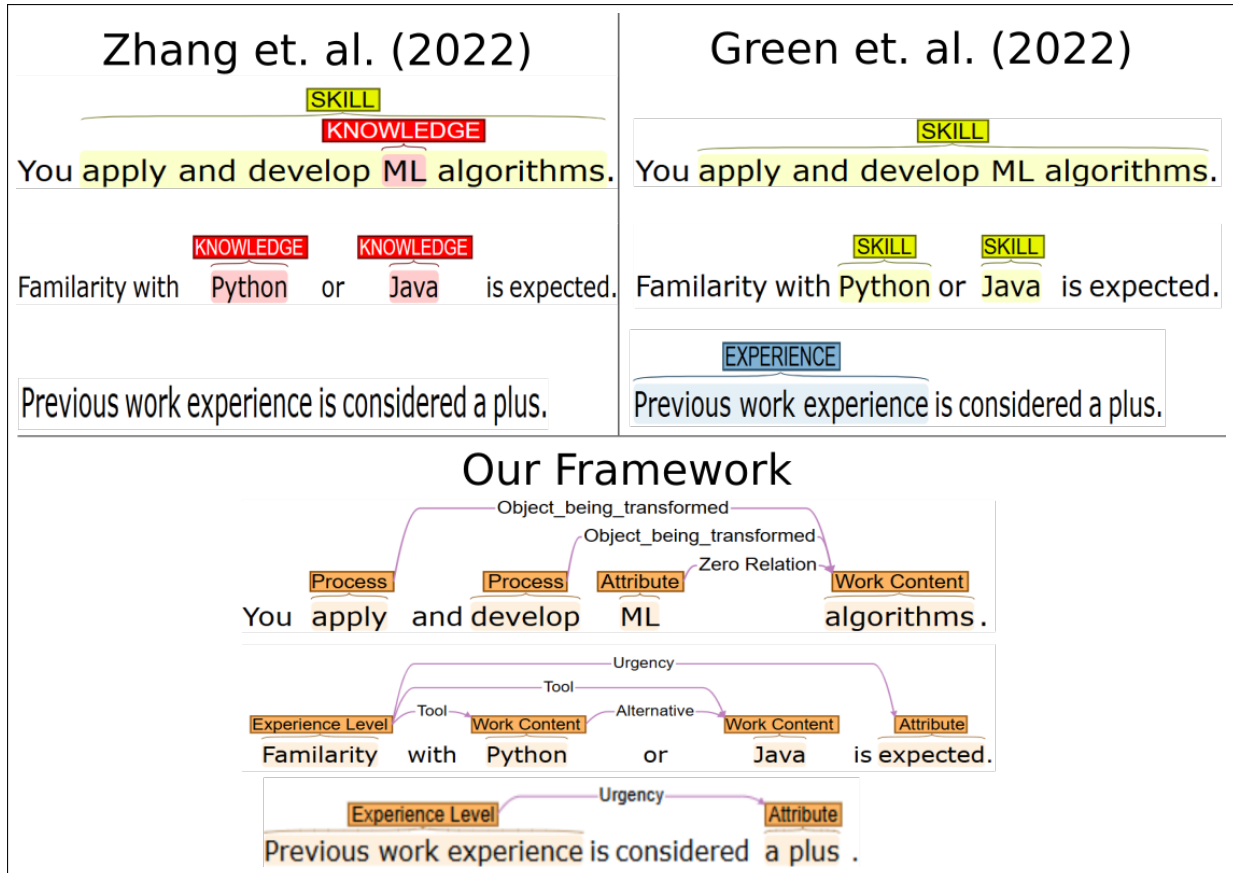 Zhang et. al. (2022)
SKILL
KNOWLEDGE
You apply and develop ML algorithms.
KNOWLEDGE KNOWLEDGE
Familarity with Python or Java is expected.
Previous work experience is considered a plus.
Green et. al. (2022)
SKILL
You apply and develop ML algorithms.
SKILL SKILL
Familarity with Python or Java is expected.
EXPERIENCE
Previous work experience is considered a plus.
Our Framework
Object_being_transformed
Object_being_transformed
Zero Relation
Process Process Attribute Work Content
You apply and develop ML algorithms.
Urgency
Tool
Tool Alternative
Experience Level Work Content Work Content Attribute
Familarity with Python or Java is expected.
Urgency
Experience Level Attribute
Previous work experience is considered a plus .